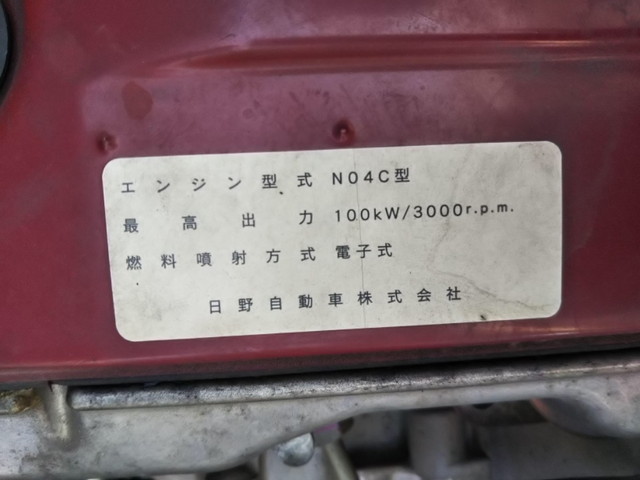 エンジン型式 N04C型
最高出力 100kW/3000r.p.m.
燃料噴射方式 電子式
日野自動車株式会社